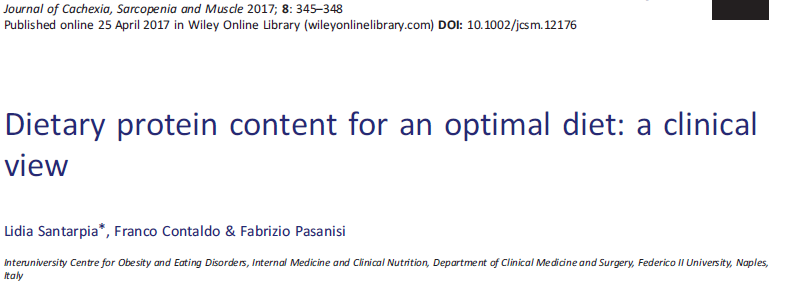 Journal of Cachexia, Sarcopenia and Muscle 2017; 8: 345–348
Published online 25 April 2017 in Wiley Online Library (wileyonlinelibrary.com) DOI: 10.1002/jcsm.12176
Dietary protein content for an optimal diet: a clinical
view
Lidia Santarpia*, Franco Contaldo & Fabrizio Pasanisi
Interuniversity Centre for Obesity and Eating Disorders, Internal Medicine and Clinical Nutrition, Department of Clinical Medicine and Surgery, Federico II University, Naples,
Italy